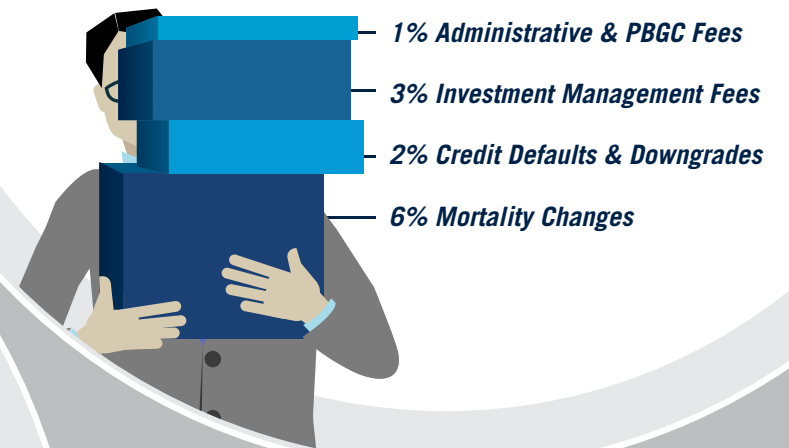 1% Administrative & PBGC Fees
3% Investment Management Fees
2% Credit Defaults & Downgrades
6% Mortality Changes